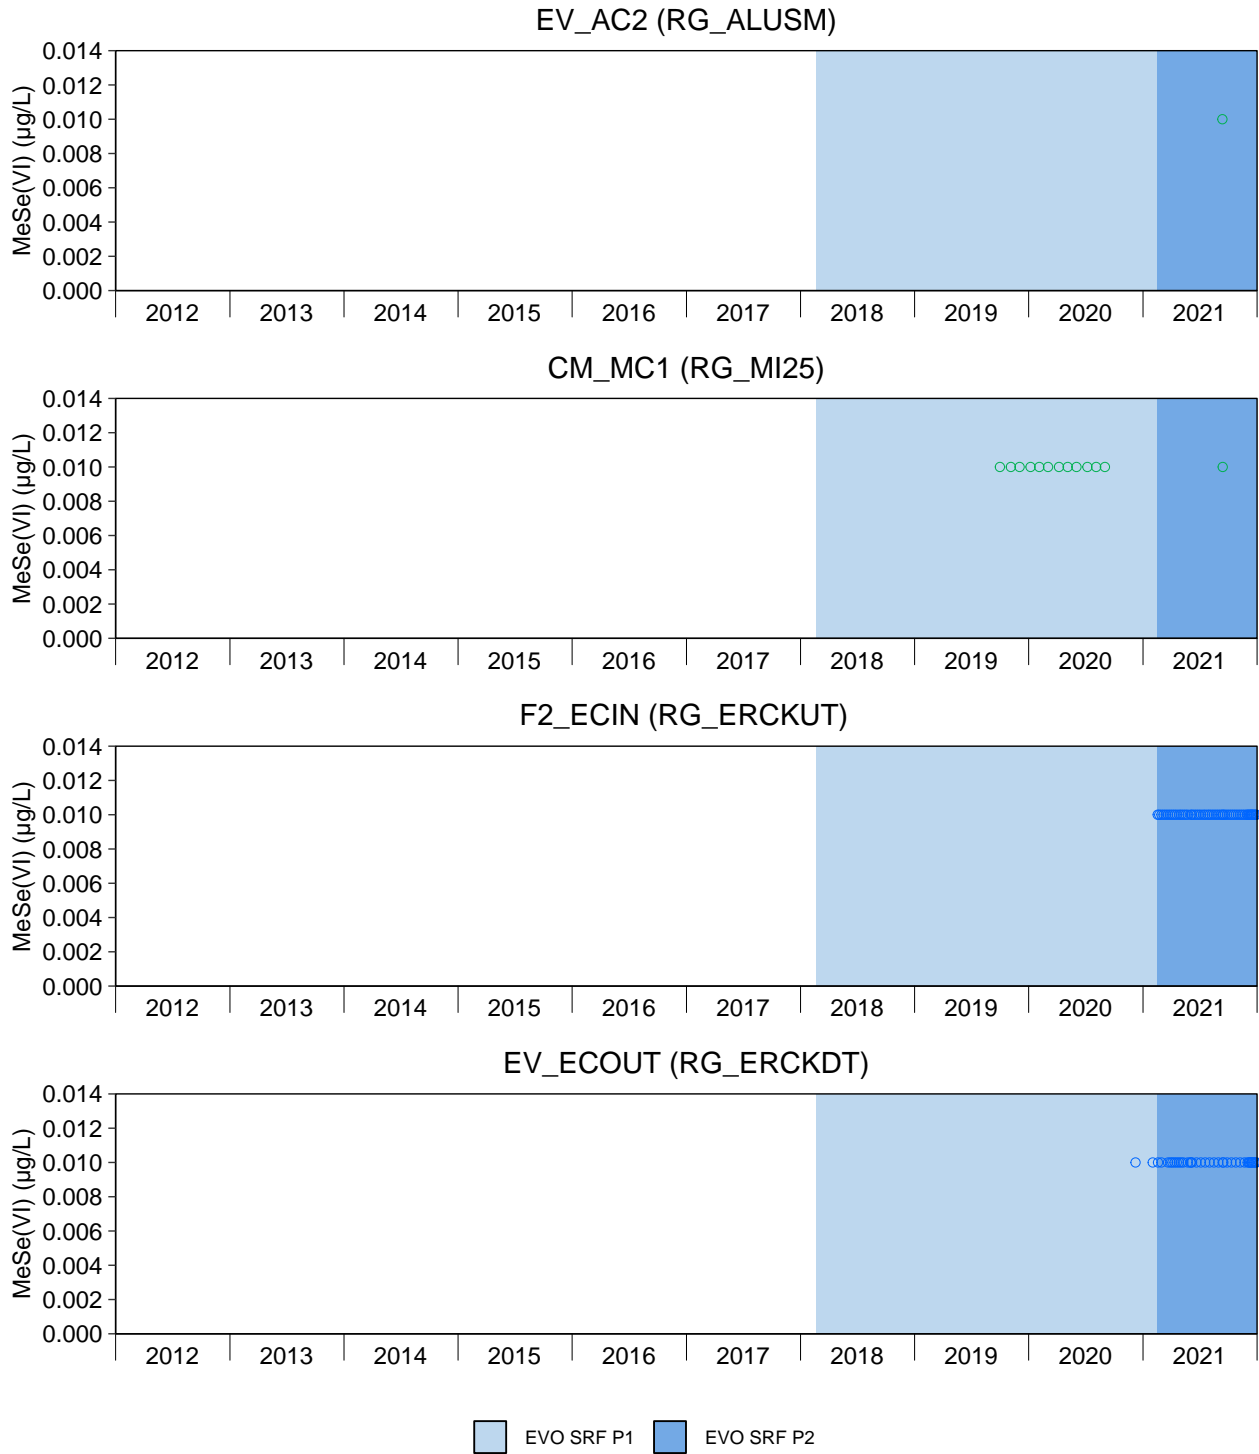 EV_AC2 (RG_ALUSM)
MeSe(VI) (µg/L)
0.014
0.012
0.010
0.008
0.006
0.004
0.002
0.000
2012 2013 2014 2015 2016 2017 2018 2019 2020 2021
CM_MC1 (RG_MI25)
MeSe(VI) (µg/L)
0.014
0.012
0.010
0.008
0.006
0.004
0.002
0.000
2012 2013 2014 2015 2016 2017 2018 2019 2020 2021
F2_ECIN (RG_ERCKUT)
MeSe(VI) (µg/L)
0.014
0.012
0.010
0.008
0.006
0.004
0.002
0.000
2012 2013 2014 2015 2016 2017 2018 2019 2020 2021
EV_ECOUT (RG_ERCKDT)
MeSe(VI) (µg/L)
0.014
0.012
0.010
0.008
0.006
0.004
0.002
0.000
2012 2013 2014 2015 2016 2017 2018 2019 2020 2021
EVO SRF P1 EVO SRF P2